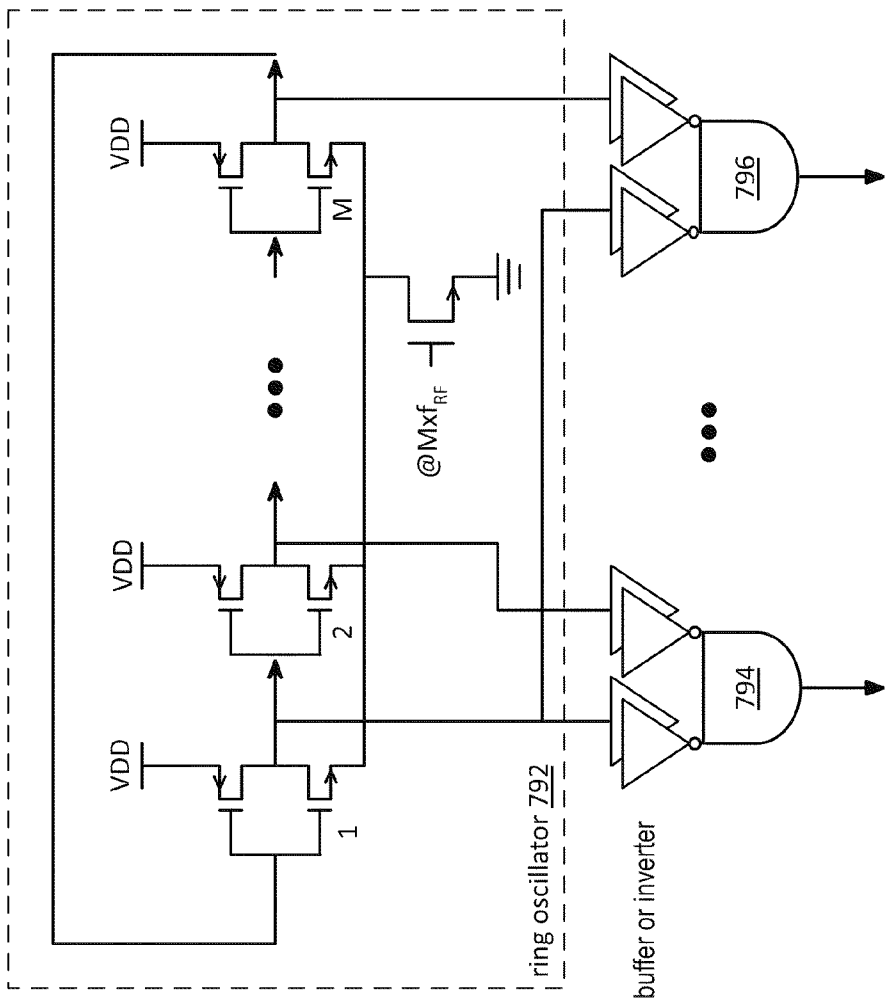 VDD
VDD
VDD
1
2
M
@Mxf_RF
ring oscillator 792
buffer or inverter
794
796